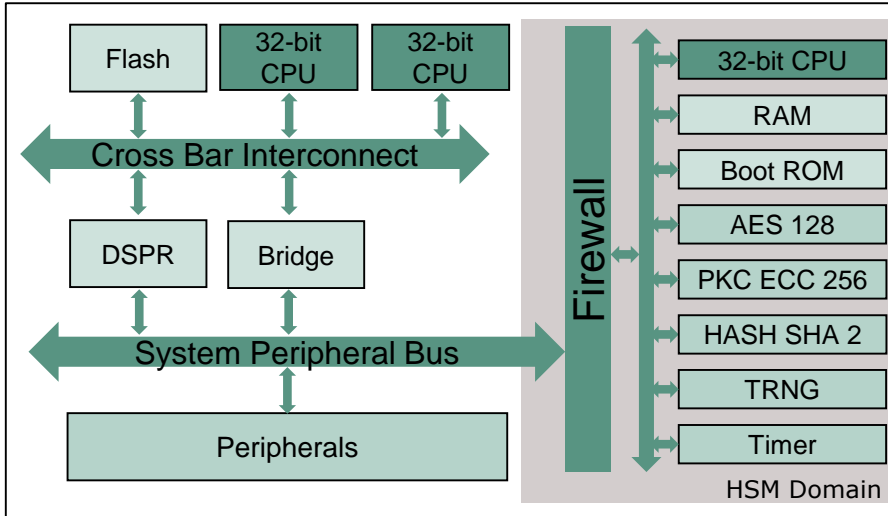 Flash
32-bit
CPU
32-bit
CPU
Cross Bar Interconnect
DSPR
Bridge
System Peripheral Bus
Peripherals
Firewall
32-bit CPU
RAM
Boot ROM
AES 128
PKC ECC 256
HASH SHA 2
TRNG
Timer
HSM Domain